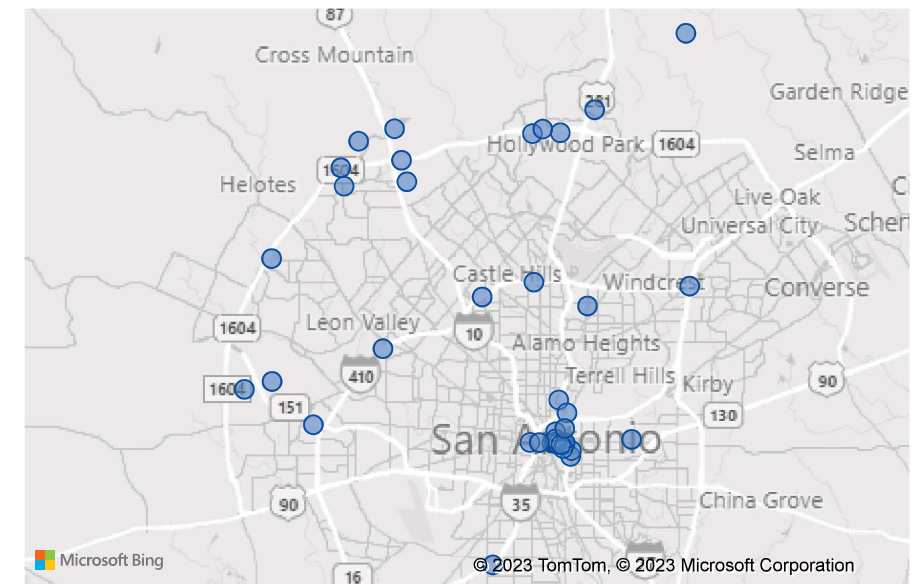 87
Cross Mountain
Garden Ridge
281
Hollywood Park
1604
Selma
1604
Helotes
Live Oak
Universal City
Castle Hills
Windcrest
Converse
1604
Leon Valley
10
Alamo Heights
410
Terrell Hills
Kirby
90
1604
151
130
San Antonio
90
35
China Grove
Microsoft Bing
16
© 2023 TomTom, © 2023 Microsoft Corporation